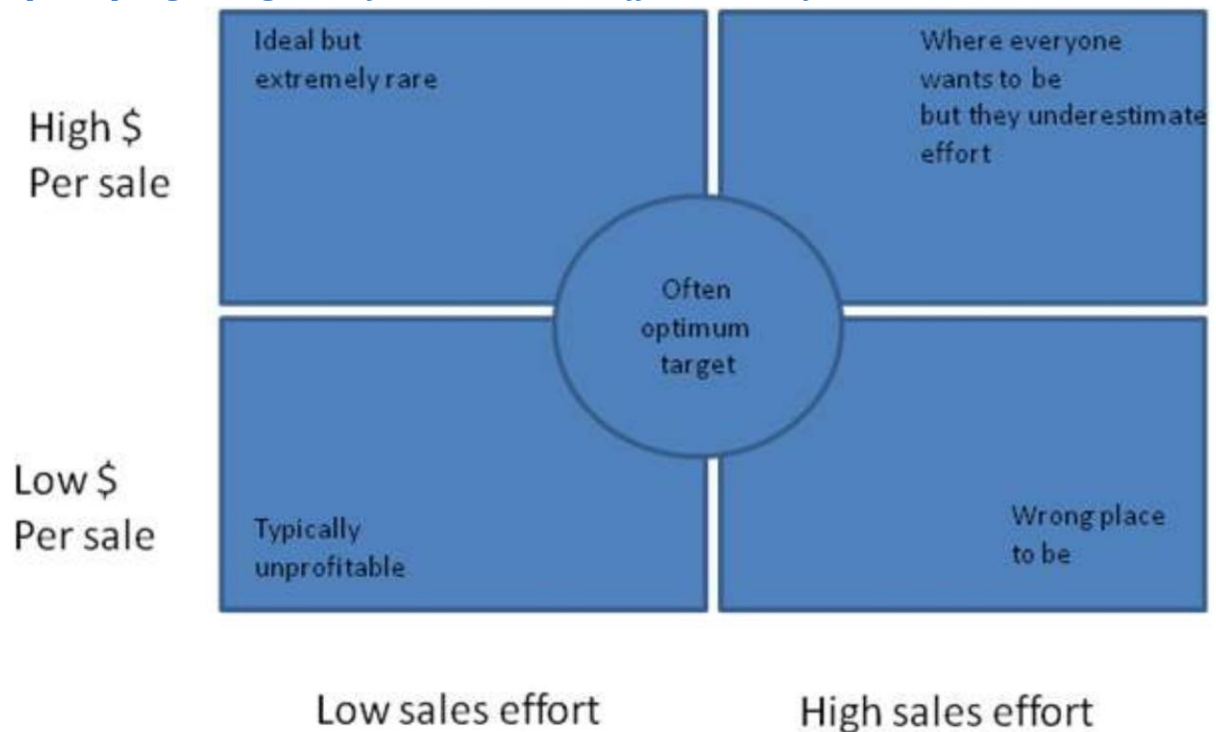 Ideal but
extremely rare
Where everyone
wants to be
but they underestimate
effort
High $
Per sale
Often
optimum
target
Low $
Per sale
Typically
unprofitable
Wrong place
to be
Low sales effort
High sales effort